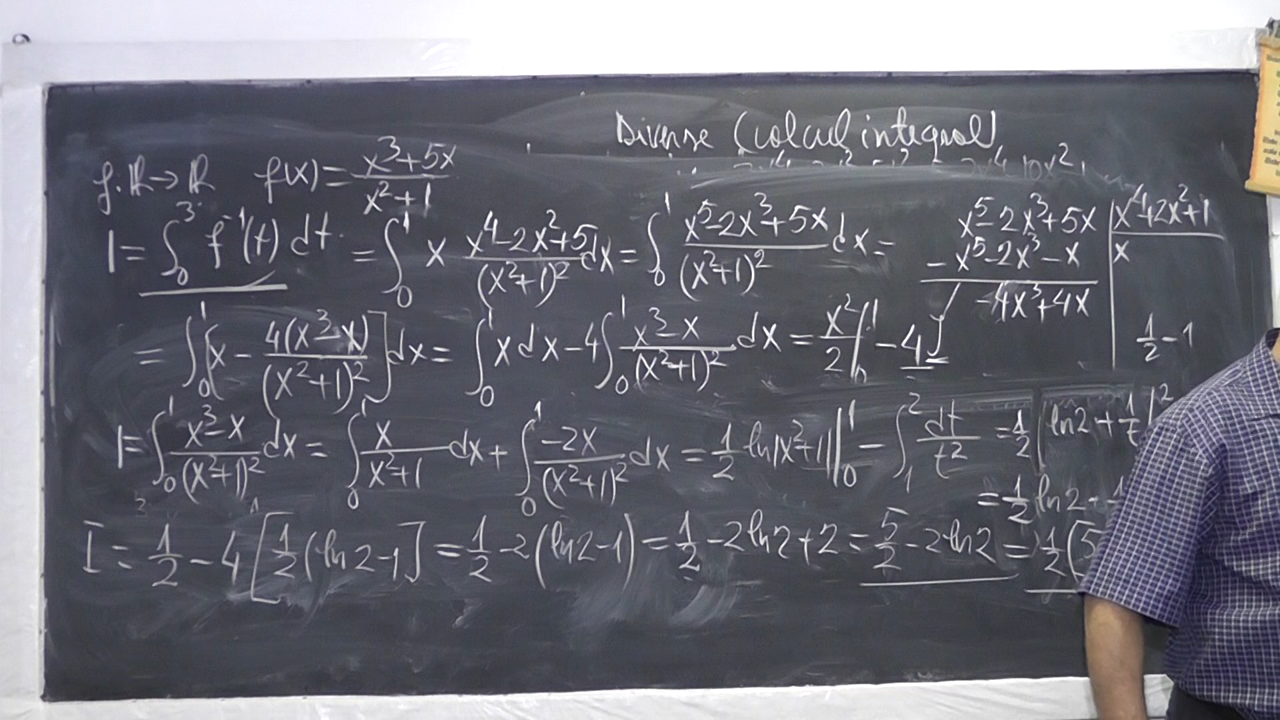 Diverse (calcul integral)
f: ℝ → ℝ f(x) = (x³+5x)/(x²+1)
I = ∫₀³ f⁻¹(t) dt = ∫₀¹ x (x⁴-2x²+5)/(x²+1)² dx = ∫₀¹ (x⁵-2x³+5x)/(x²+1)² dx =
x⁵-2x³+5x | x⁴+2x²+1
-x⁵-2x³-x | x
/ -4x³+4x
= ∫₀¹ [x - 4(x³-x)/(x²+1)²] dx = ∫₀¹ x dx - 4∫₀¹ (x³-x)/(x²+1)² dx = x²/2 |₀¹ - 4J
1/2 - 1
I = ∫₀¹ (x³-x)/(x²+1)² dx = ∫₀¹ x/(x²+1) dx + ∫₀¹ -2x/(x²+1)² dx = 1/2 ln|x²+1| |₀¹ - ∫₁² dt/t² = 1/2 ln2 + 1/t |²
= 1/2 ln2 -
I = 1/2 - 4[1/2(ln2-1] = 1/2 - 2(ln2-1) = 1/2 - 2ln2 + 2 = 5/2 - 2ln2 = 1/2(5